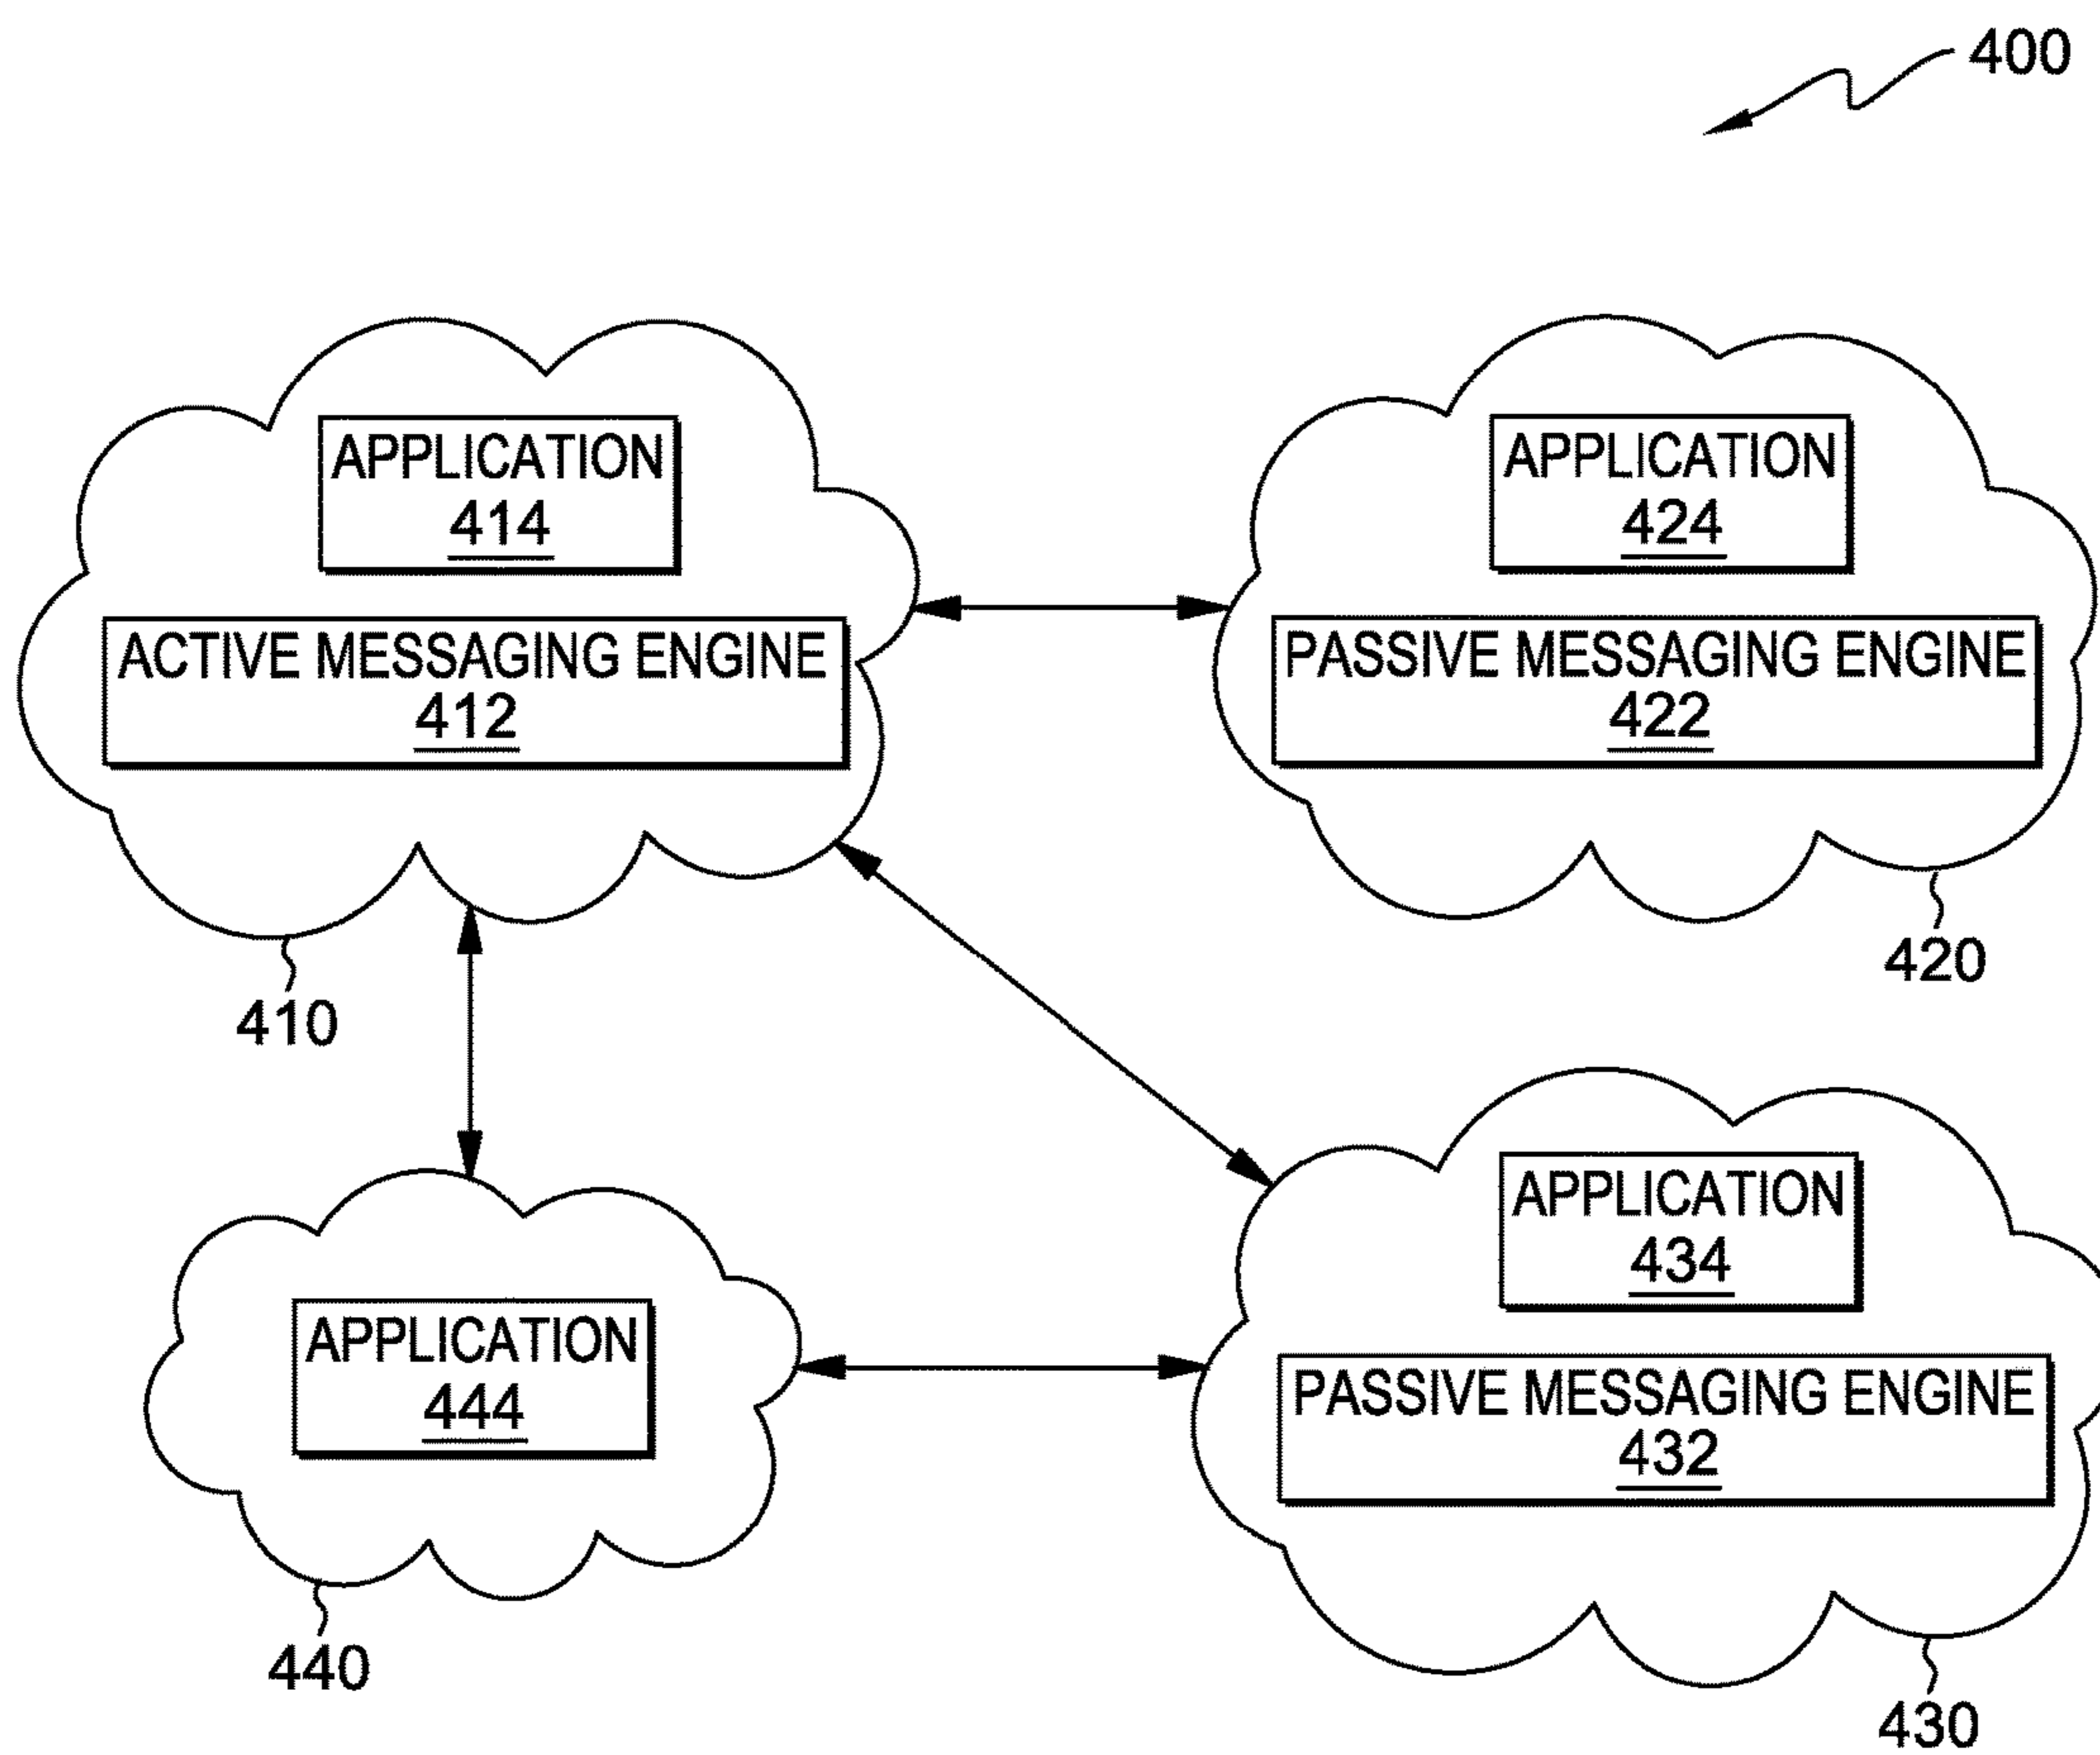 400
APPLICATION
414
ACTIVE MESSAGING ENGINE
412
410
APPLICATION
424
PASSIVE MESSAGING ENGINE
422
420
APPLICATION
444
440
APPLICATION
434
PASSIVE MESSAGING ENGINE
432
430